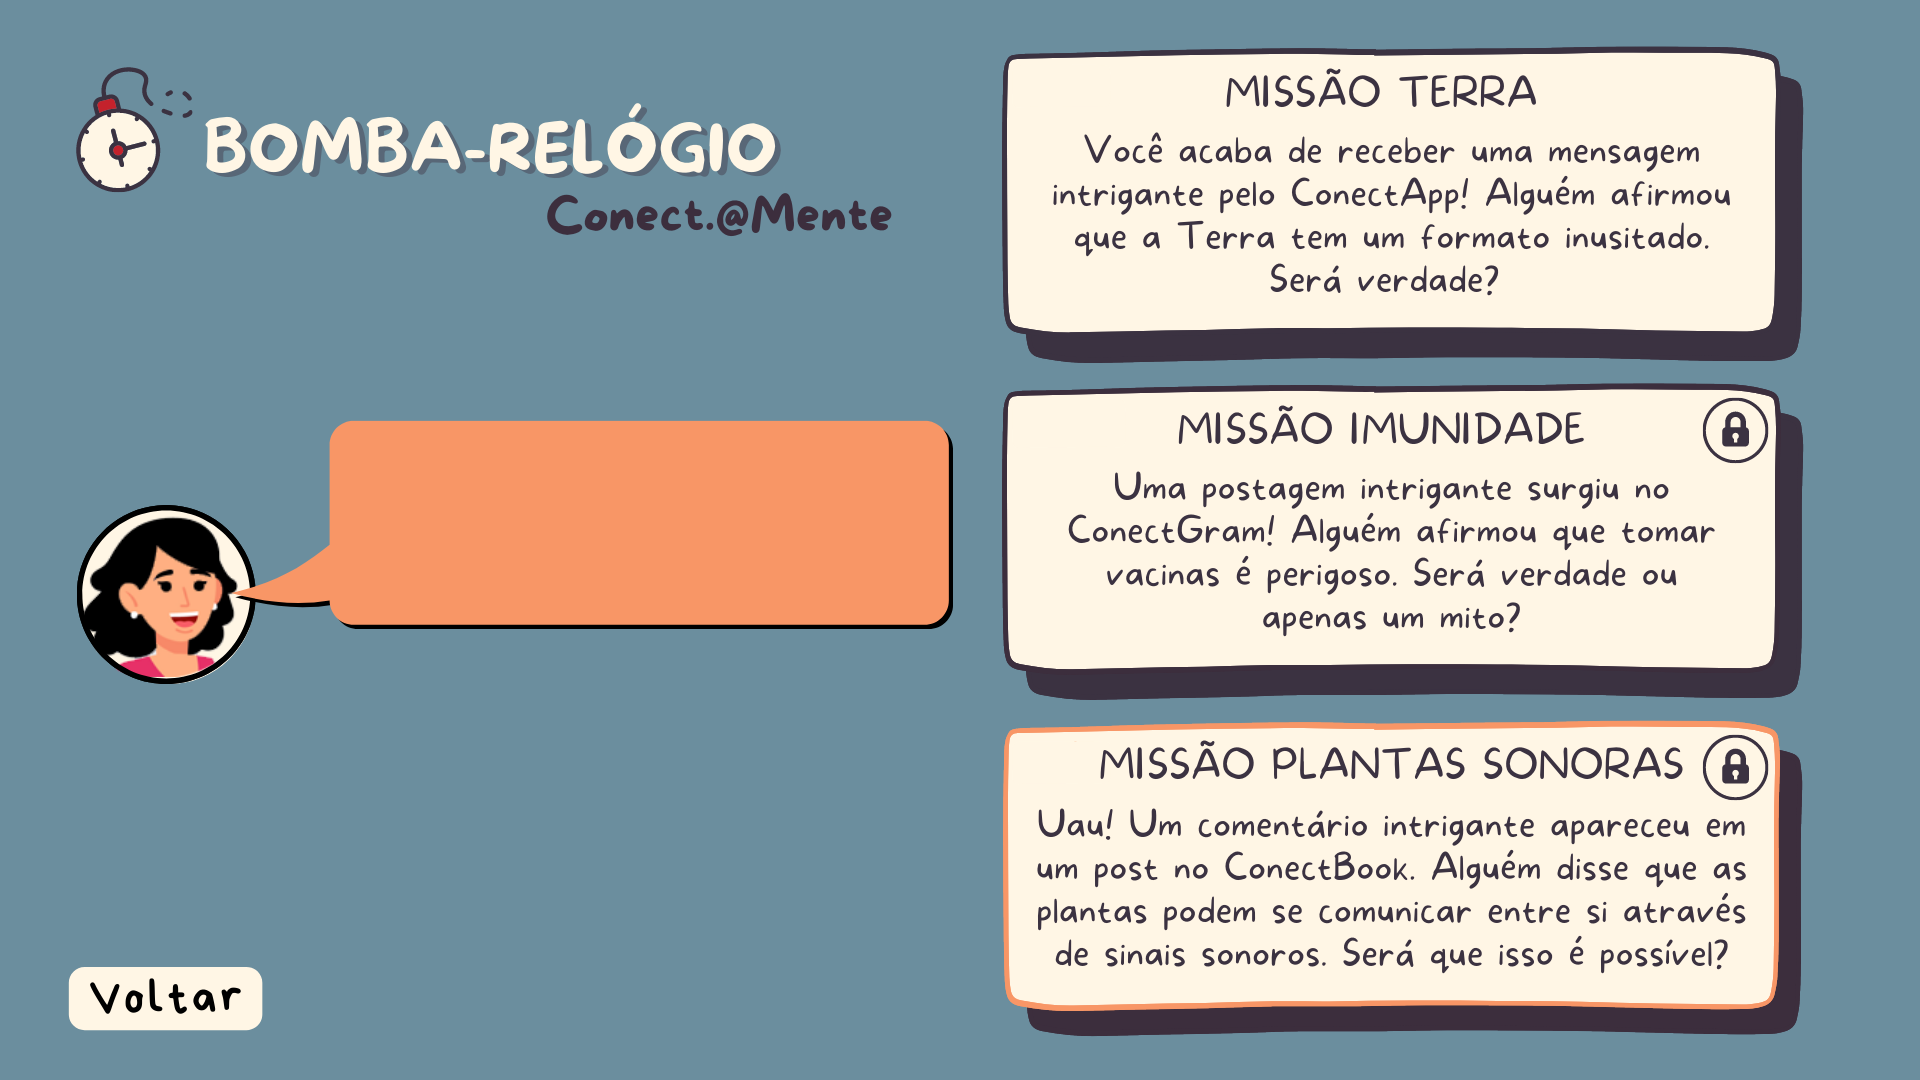 BOMBA-RELÓGIO
Conect.@Mente
MISSÃO TERRA
Você acaba de receber uma mensagem
intrigante pelo ConectApp! Alguém afirmou
que a Terra tem um formato inusitado.
Será verdade?
MISSÃO IMUNIDADE
Uma postagem intrigante surgiu no
ConectGram! Alguém afirmou que tomar
vacinas é perigoso. Será verdade ou
apenas um mito?
MISSÃO PLANTAS SONORAS
Uau! Um comentário intrigante apareceu em
um post no ConectBook. Alguém disse que as
plantas podem se comunicar entre si através
de sinais sonoros. Será que isso é possível?
Voltar